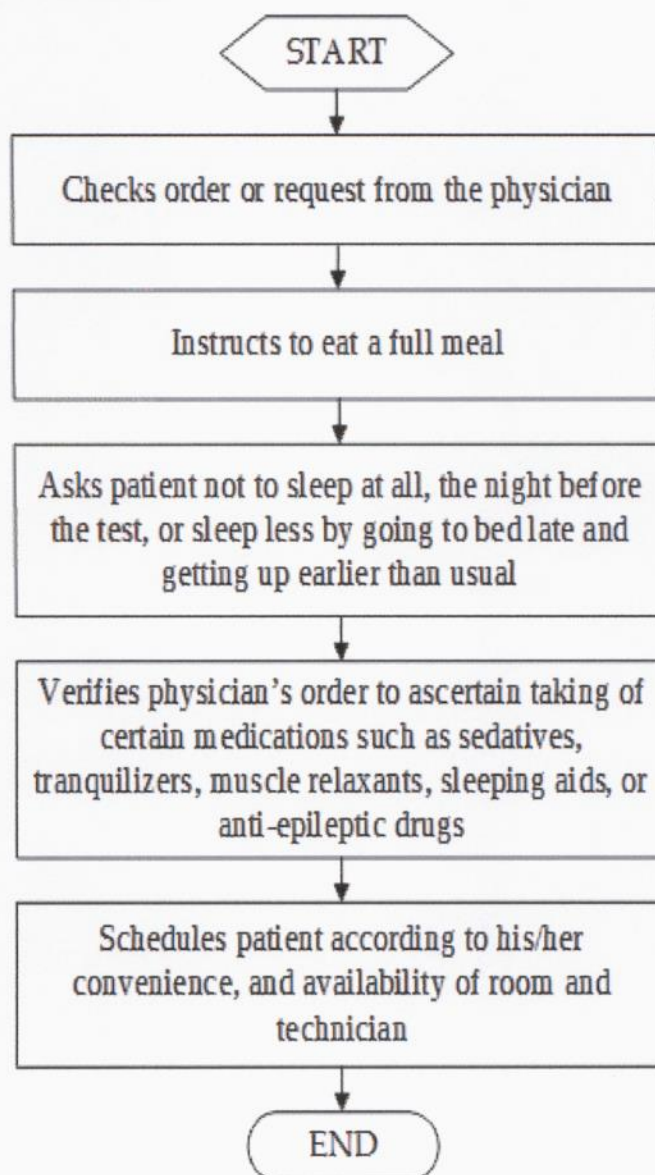 START
Checks order or request from the physician
Instructs to eat a full meal
Asks patient not to sleep at all, the night before
the test, or sleep less by going to bed late and
getting up earlier than usual
Verifies physician's order to ascertain taking of
certain medications such as sedatives,
tranquilizers, muscle relaxants, sleeping aids, or
anti-epileptic drugs
Schedules patient according to his/her
convenience, and availability of room and
technician
END